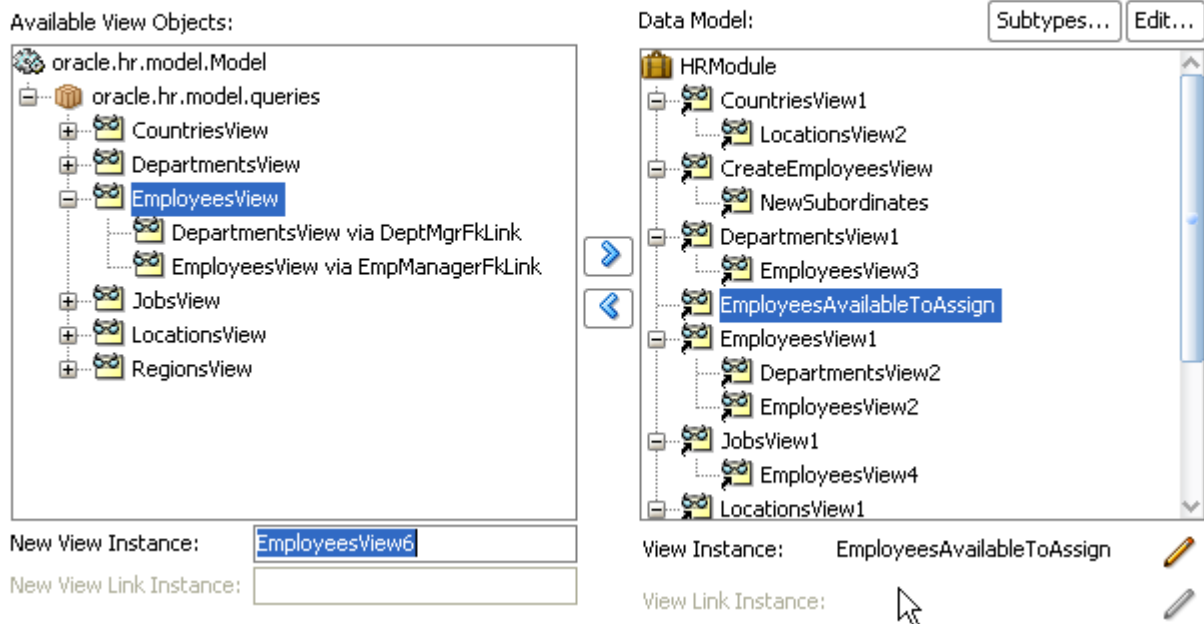 Available View Objects:
oracle.hr.model.Model
oracle.hr.model.queries
CountriesView
DepartmentsView
EmployeesView
DepartmentsView via DeptMgrFkLink
EmployeesView via EmpManagerFkLink
JobsView
LocationsView
RegionsView
New View Instance: EmployeesView6
New View Link Instance:
Data Model:
Subtypes...
Edit...
HRModule
CountriesView1
LocationsView2
CreateEmployeesView
NewSubordinates
DepartmentsView1
EmployeesView3
EmployeesAvailableToAssign
EmployeesView1
DepartmentsView2
EmployeesView2
JobsView1
EmployeesView4
LocationsView1
View Instance: EmployeesAvailableToAssign
View Link Instance: